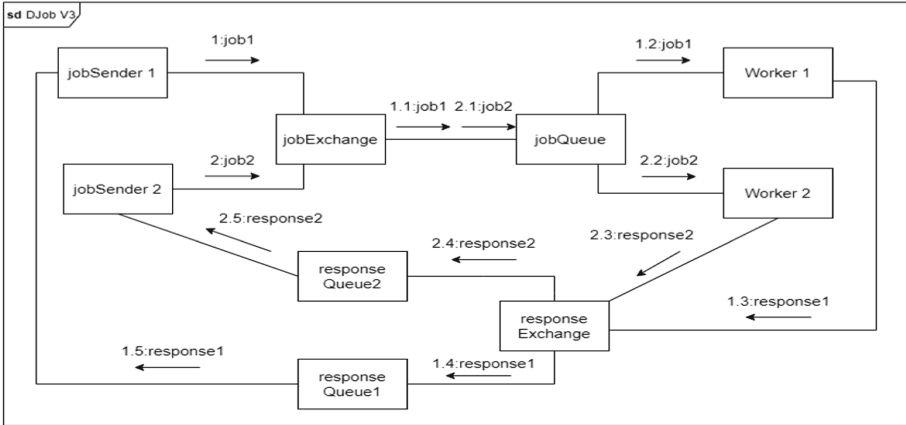 sd DJob V3
1:job1
1.2:job1
jobSender 1
Worker 1
1.1:job1
2.1:job2
jobExchange
jobQueue
2:job2
2.2:job2
jobSender 2
Worker 2
2.5:response2
2.4:response2
2.3:response2
response
Queue2
1.3:response1
response
Exchange
1.5:response1
1.4:response1
response
Queue1